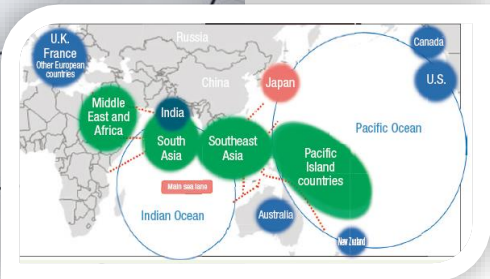 U.K.
France
Other European
countries
Russia
China
Japan
Canada
U.S.
Middle
East and
Africa
India
South
Asia
Southeast
Asia
Pacific
Island
countries
Pacific Ocean
Main sea lane
Indian Ocean
Australia
New Zealand